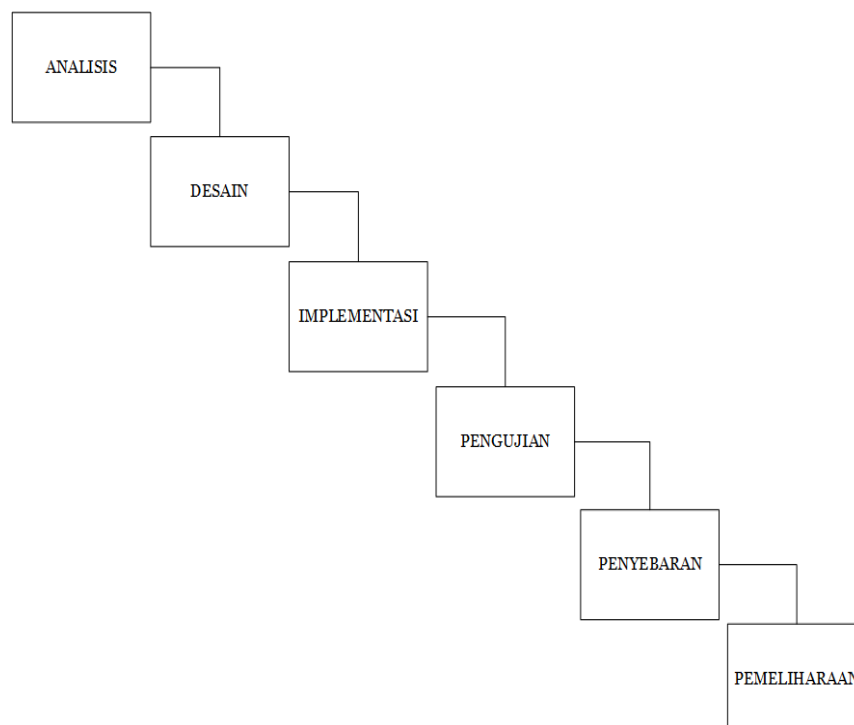 ANALISIS
DESAIN
IMPLEMENTASI
PENGUJIAN
PENYEBARAN
PEMELIHARAAN